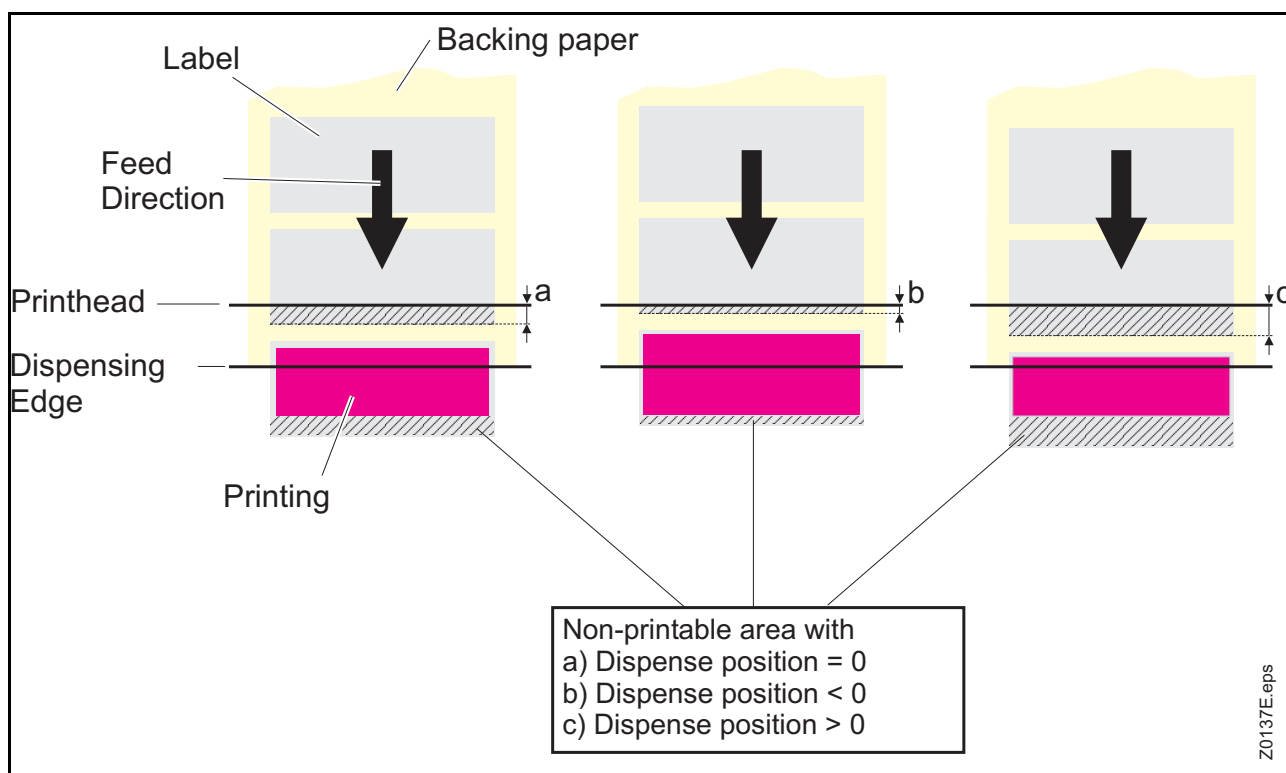 Backing paper
Label
Feed
Direction
Printhead
a
b
c
Dispensing
Edge
Printing
Non-printable area with
a) Dispense position = 0
b) Dispense position < 0
c) Dispense position > 0
Z0137E.eps